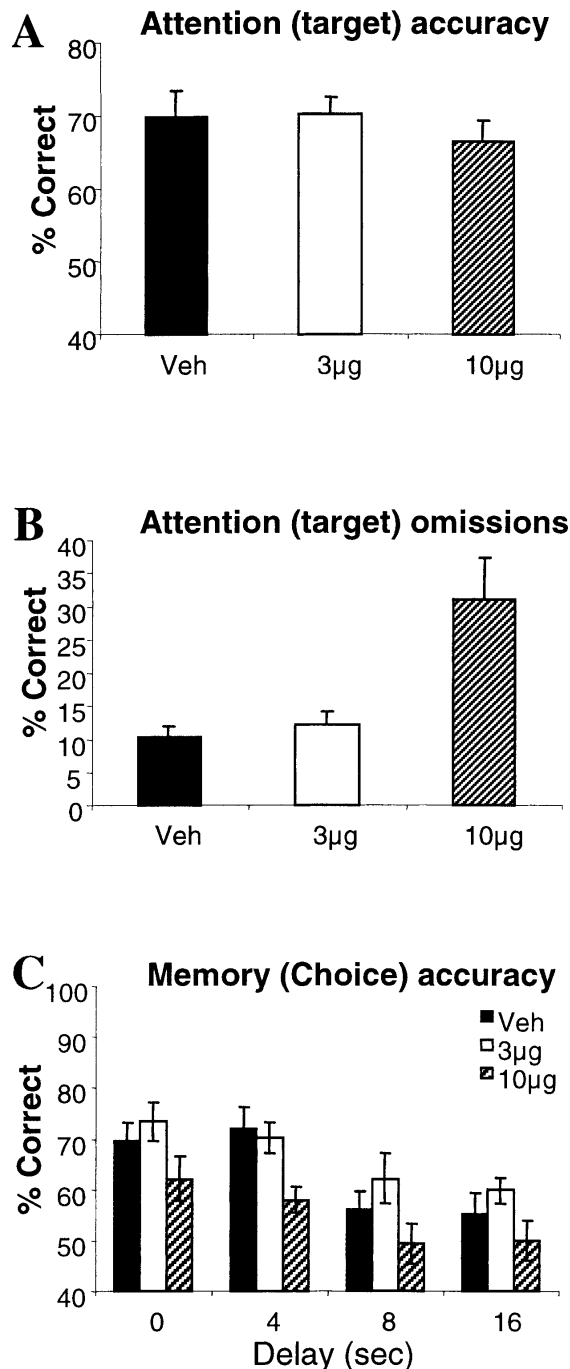 A Attention (target) accuracy
80
70
60
50
40
% Correct
Veh 3µg 10µg
B Attention (target) omissions
40
35
30
25
20
15
10
5
0
% Correct
Veh 3µg 10µg
C Memory (Choice) accuracy
100
90
80
70
60
50
40
% Correct
Veh
3µg
10µg
0 4 8 16
Delay (sec)